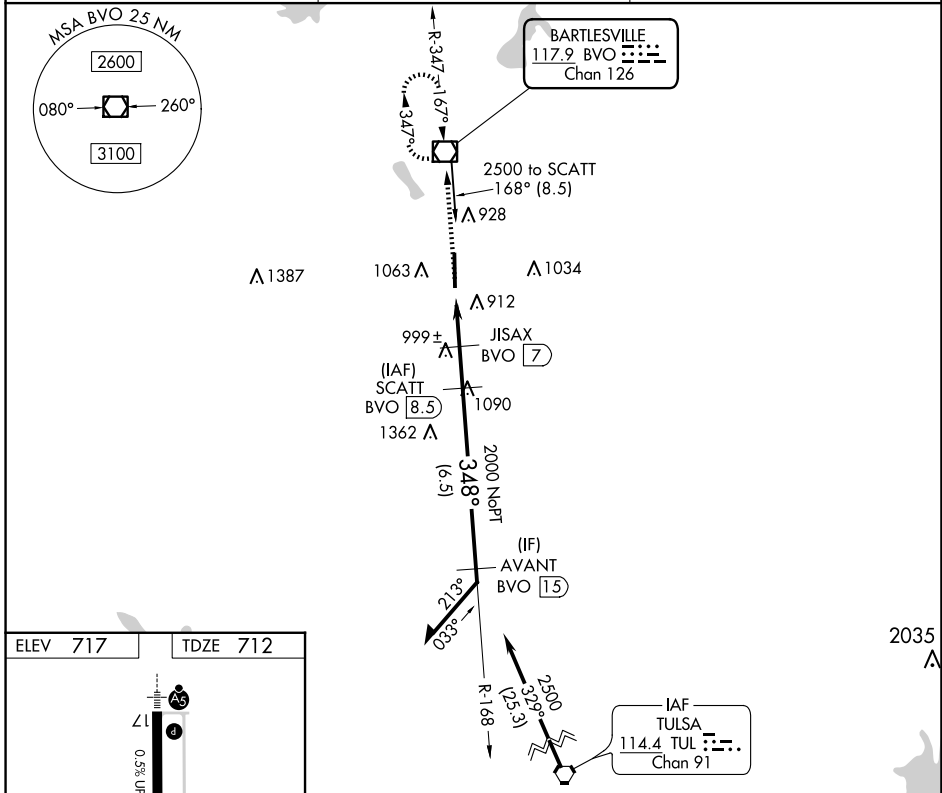 MSA BVO 25 NM
2600
080°
260°
3100
R-347
167°
347°
BARTLESVILLE
117.9 BVO
Chan 126
2500 to SCATT
168° (8.5)
928
1387
1063
1034
912
999±
JISAX
BVO 7
(IAF)
SCATT
BVO 8.5
1090
1362
2000 NoPT
348°
(6.5)
(IF)
AVANT
BVO 15
213°
033°
R-168
2500
329°
(25.3)
IAF
TULSA
114.4 TUL
Chan 91
2035
ELEV 717
TDZE 712
A5
P
17
0.5% UP